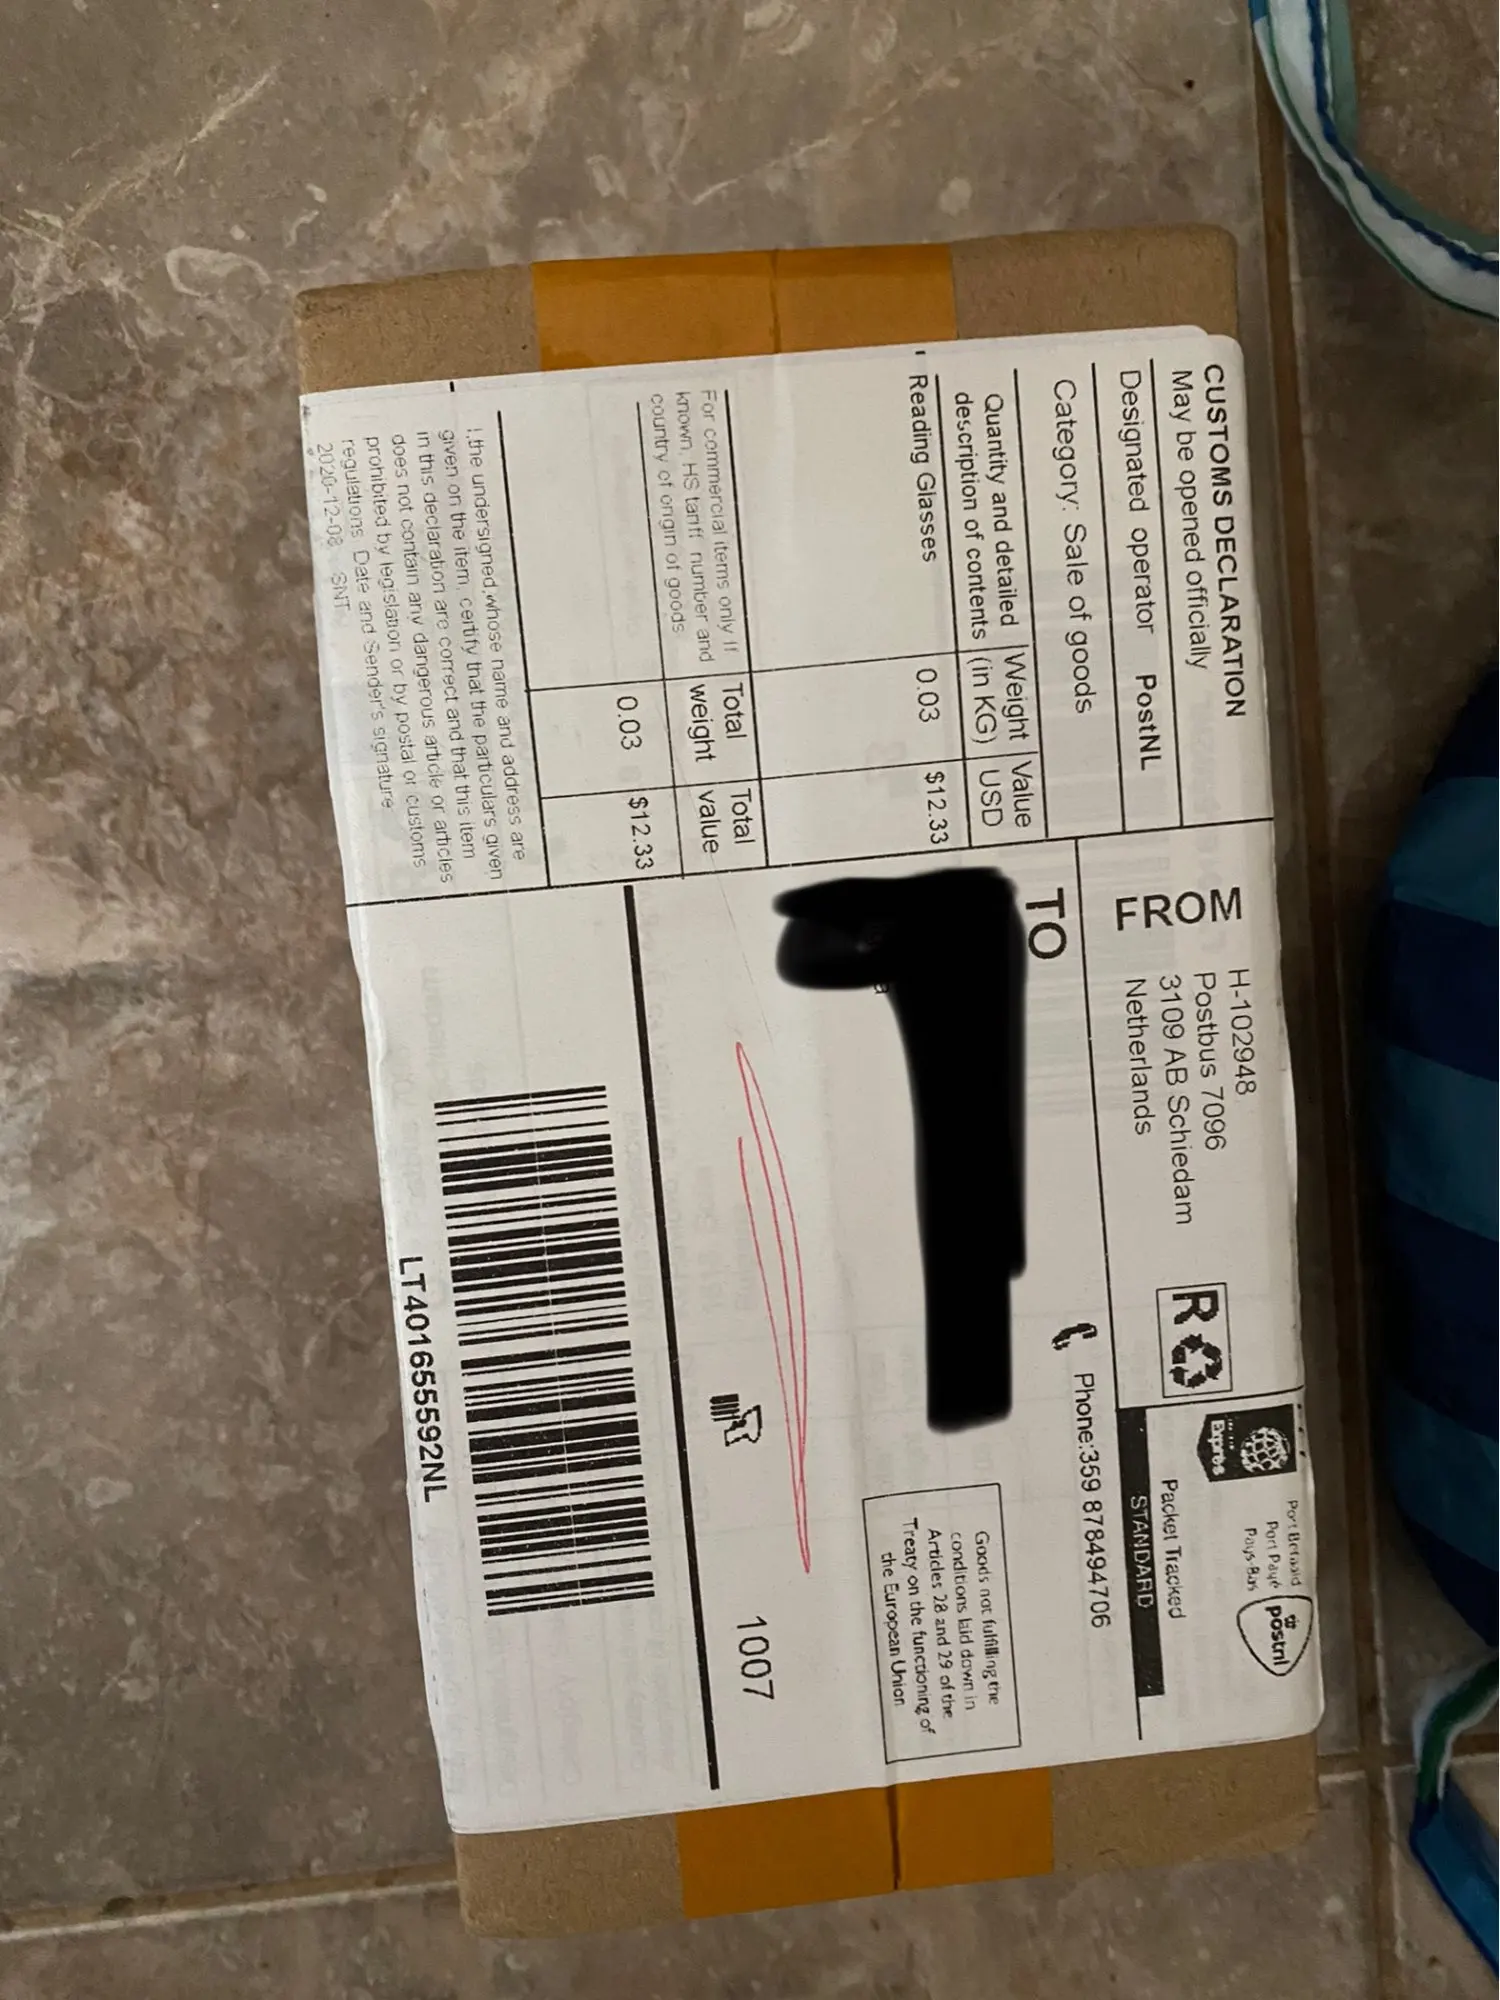 CUSTOMS DECLARATION
May be opened officially
Designated operator PostNL
Category: Sale of goods
Quantity and detailed description of contents
Weight (in KG)
Value USD
Reading Glasses 0.03 $12.33
For commercial items only If
known, HS tariff number and
country of origin of goods
Total weight
Total value
0.03 $12.33
I,the undersigned,whose name and address are
given on the item, certify that the particulars given
in this declaration are correct and that this item
does not contain any dangerous article or articles
prohibited by legislation or by postal or customs
regulations. Date and Sender's signature
2020-12-08 SNT
FROM
H-102948
Postbus 7096
3109 AB Schiedam
Netherlands
R
Exprès
Port Betaald
Port Payé
Pays-Bas
postnl
Packet Tracked
STANDARD
TO
Phone:359 878494706
a
Goods not fulfilling the
conditions laid down in
Articles 28 and 29 of the
Treaty on the functioning of
the European Union
1007
LT401655592NL